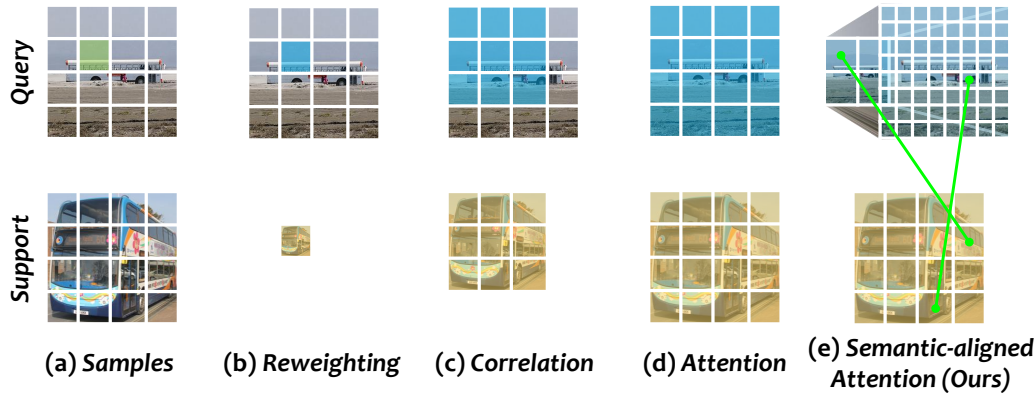 Query
Support
(a) Samples
(b) Reweighting
(c) Correlation
(d) Attention
(e) Semantic-aligned
Attention (Ours)